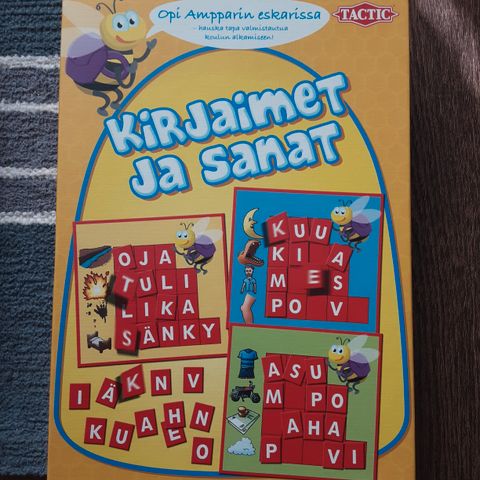 Opi Ampparin eskarissa
- hauska tapa valmistautua
koulun alkamiseen!
TACTIC
Kirjaimet
ja sanat
OJA
TULI
LIKA
SÄNKY
KUU
KI A
M ES
PO V
ASU
M PO
AHA
P VI
I Ä K N V
K U A H N
E O